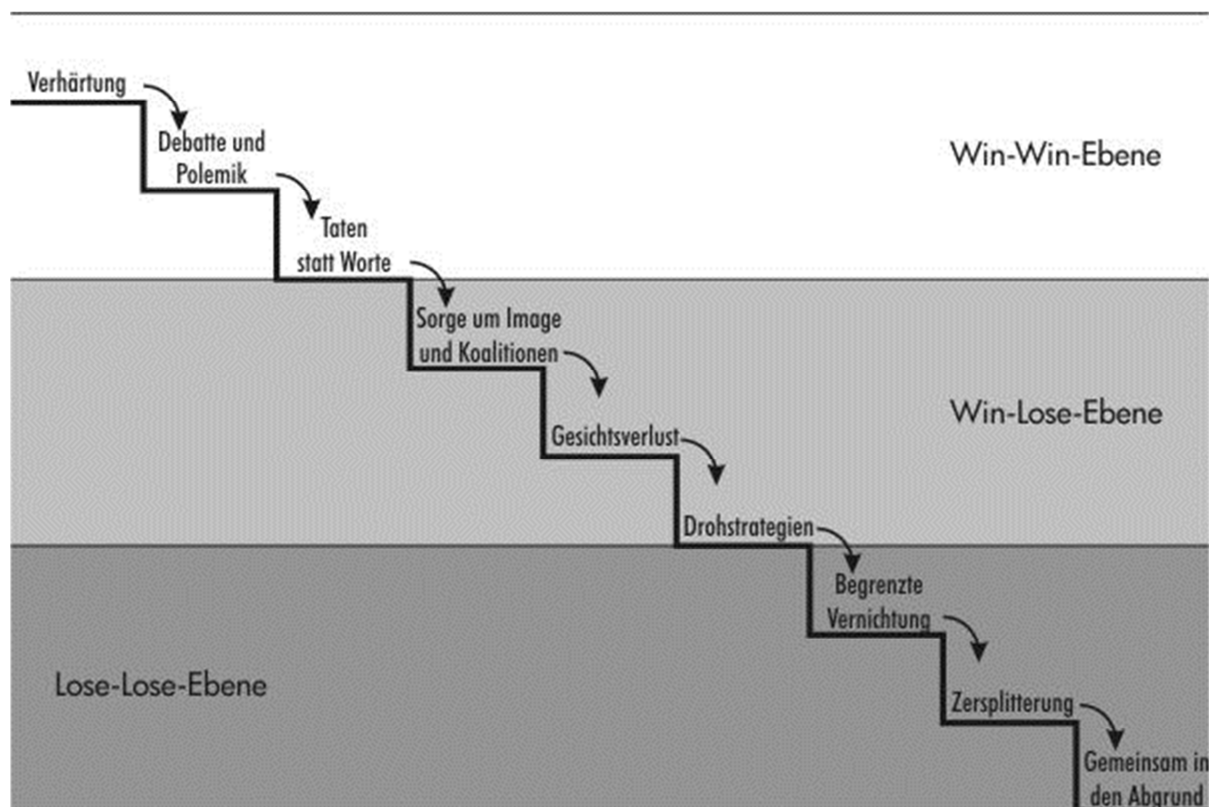 Verhärtung
Debatte und
Polemik
Win-Win-Ebene
Taten
statt Worte
Sorge um Image
und Koalitionen
Win-Lose-Ebene
Gesichtsverlust
Drohstrategien
Begrenzte
Vernichtung
Lose-Lose-Ebene
Zersplitterung
Gemeinsam in
den Abgrund